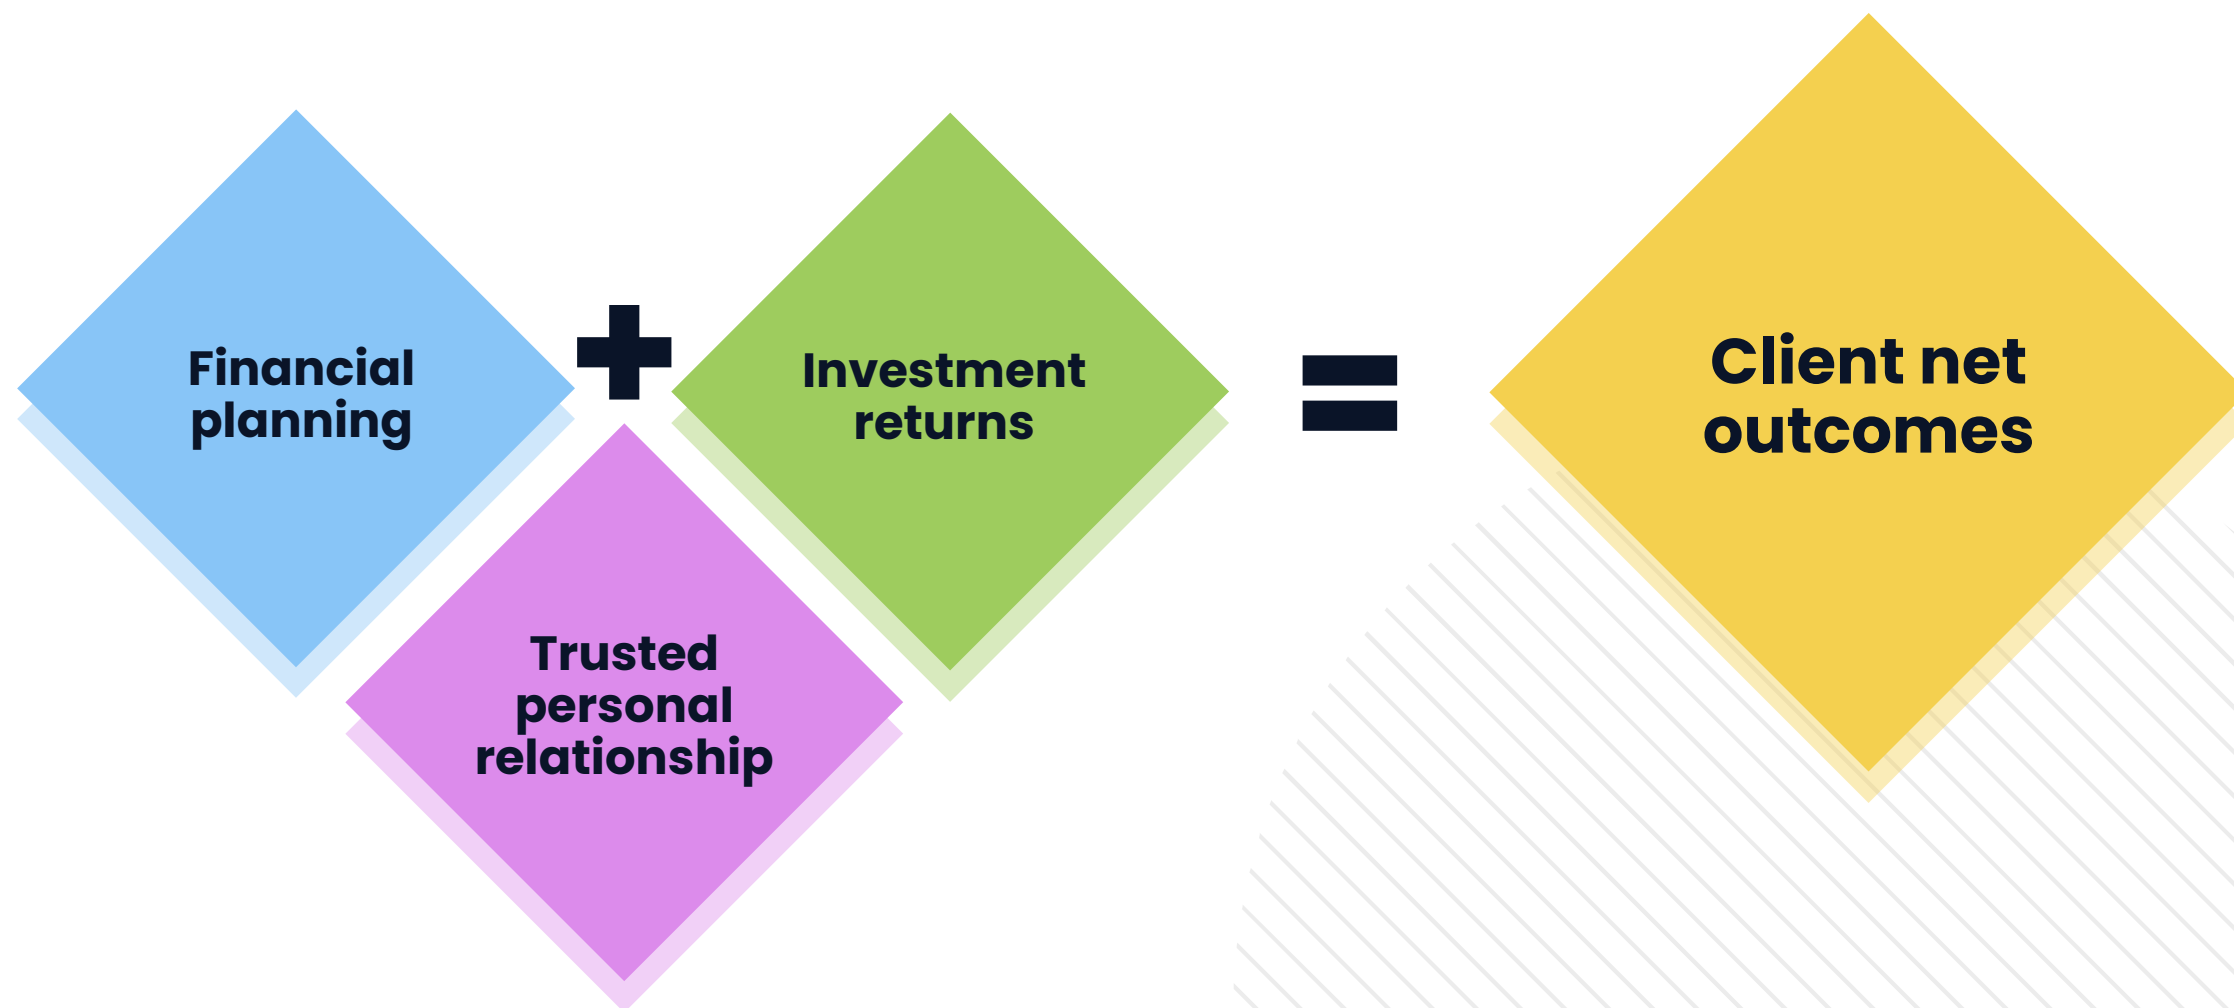 Financial
planning
+
Investment
returns
=
Client net
outcomes
Trusted
personal
relationship